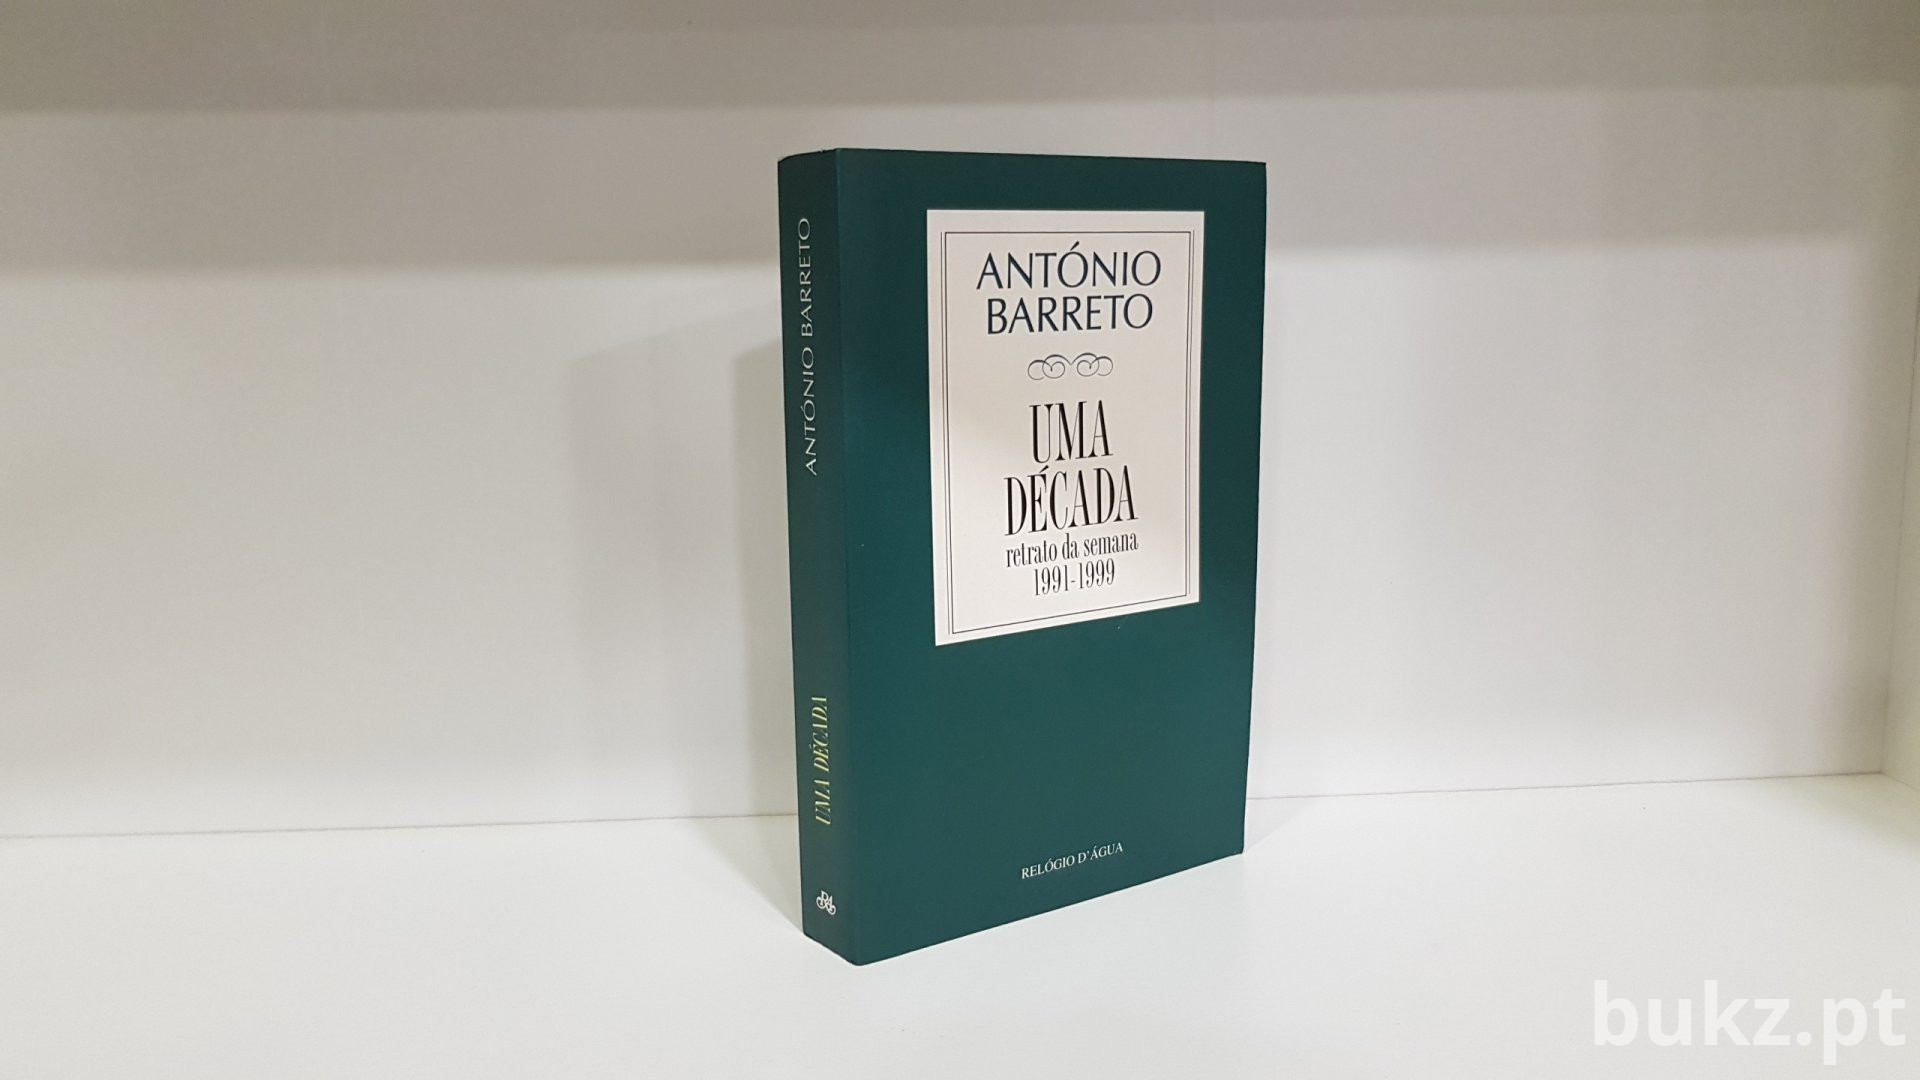 ANTÓNIO BARRETO
UMA DÉCADA
ANTÓNIO
BARRETO
UMA
DÉCADA
retrato da semana
1991-1999
RELÓGIO D'ÁGUA
bukz.pt